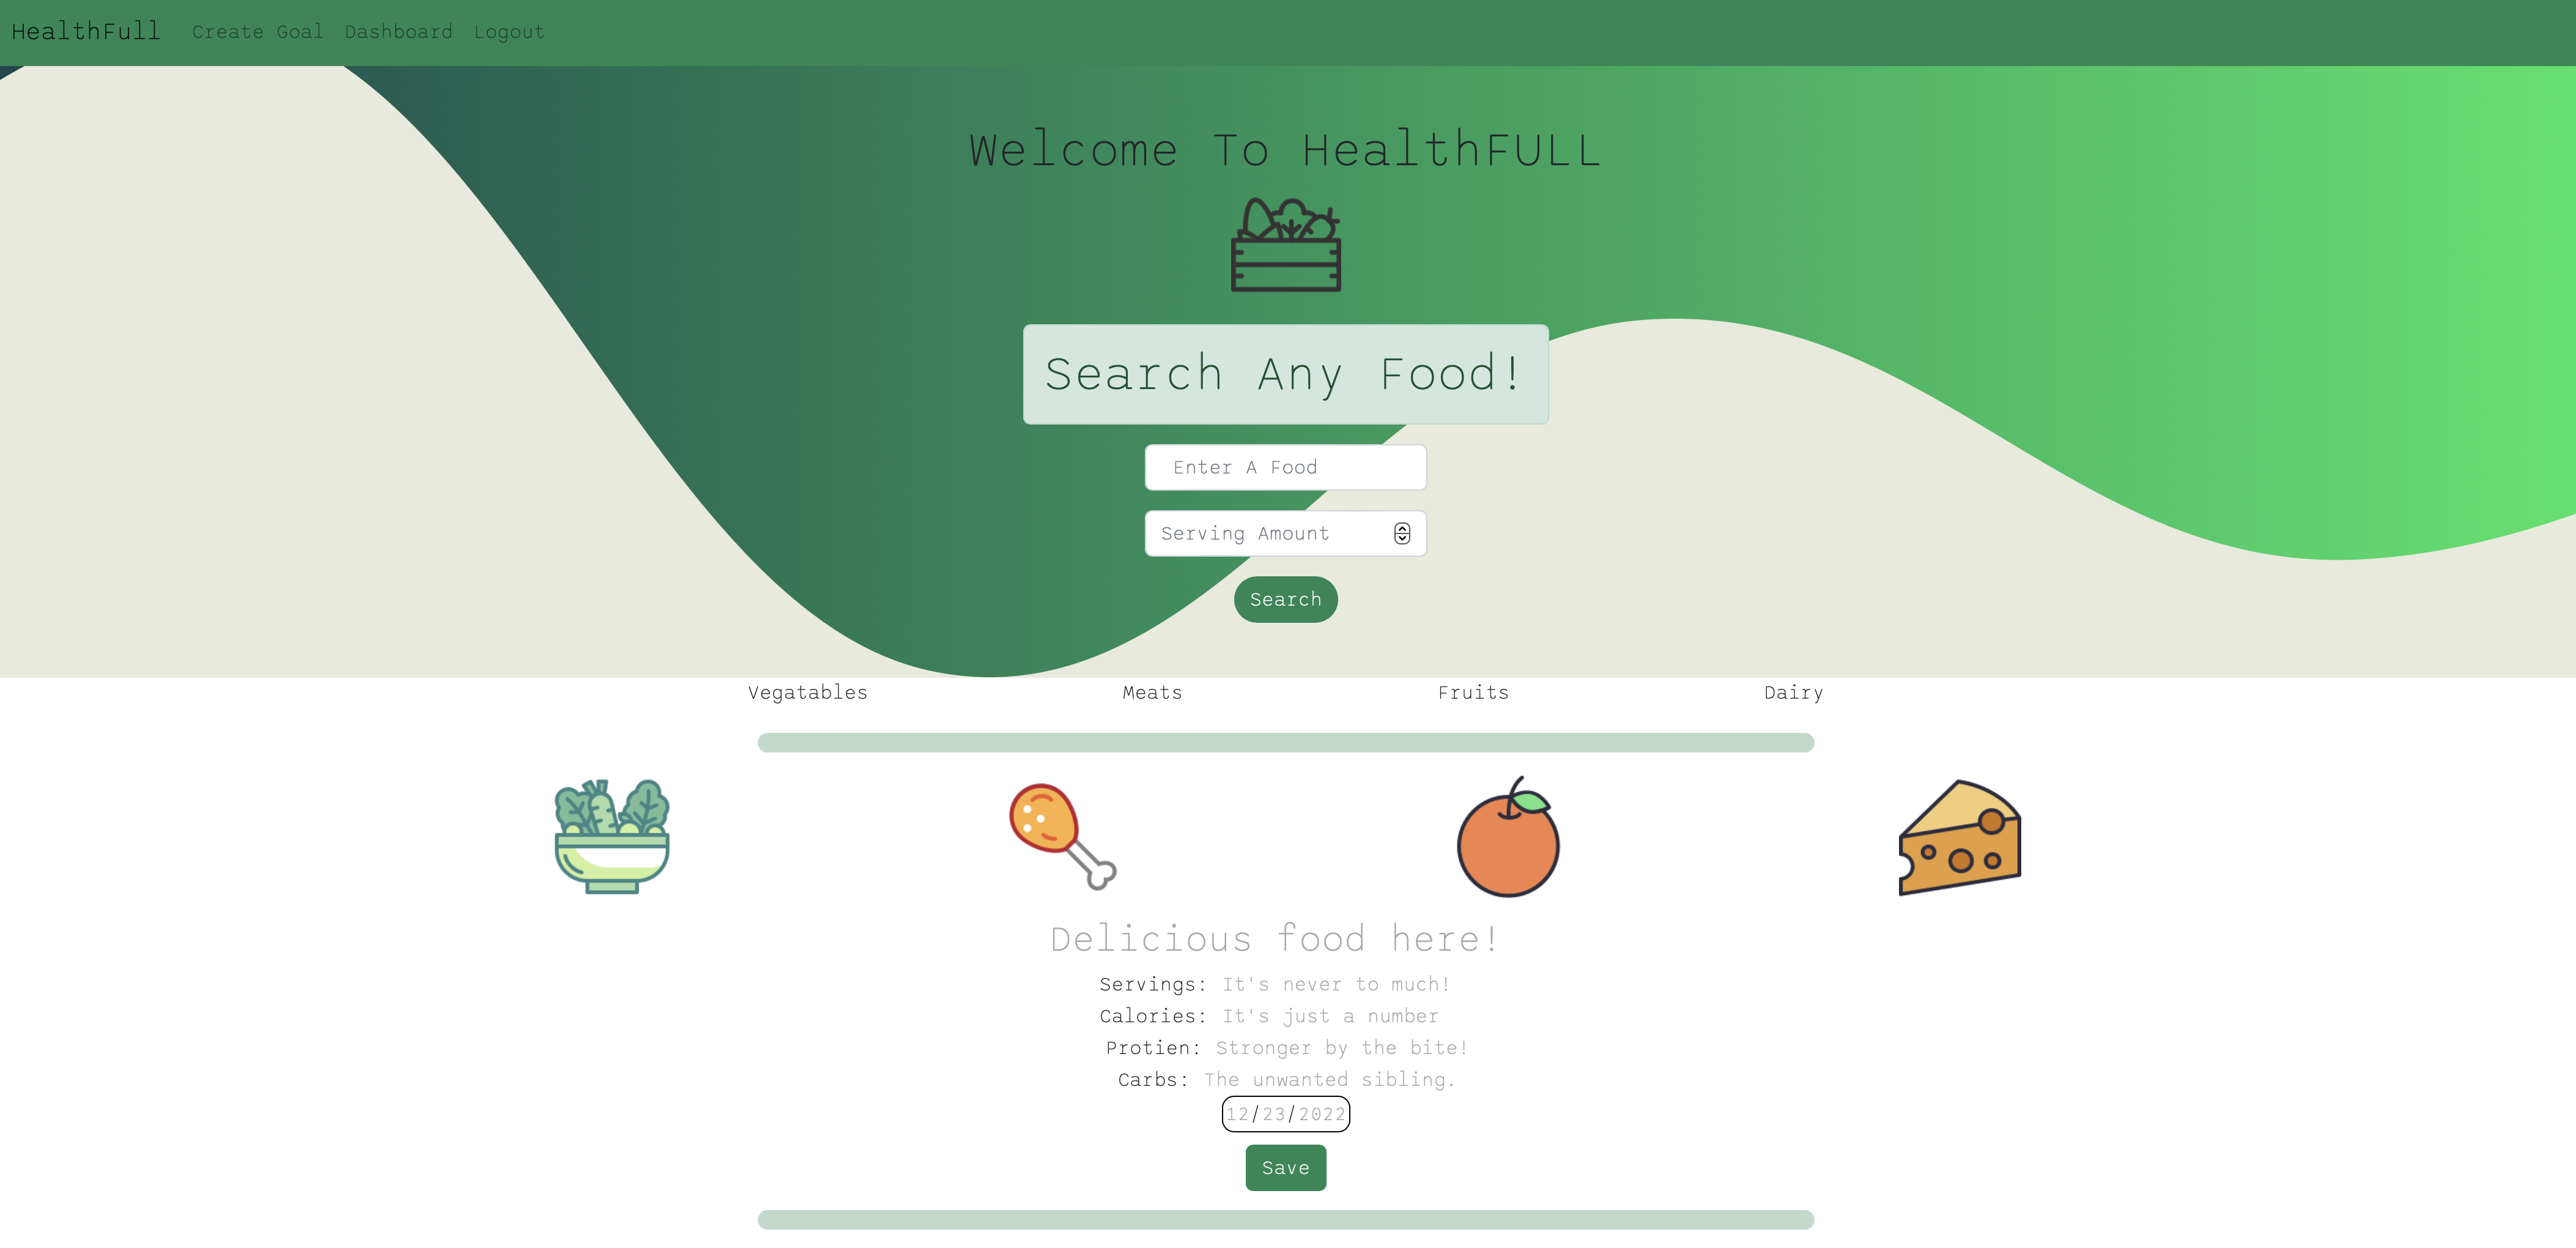 HealthFull Create Goal Dashboard Logout
Welcome To HealthFULL
Search Any Food!
Enter A Food
Serving Amount
Search
Vegatables Meats Fruits Dairy
Delicious food here!
Servings: It's never to much!
Calories: It's just a number
Protien: Stronger by the bite!
Carbs: The unwanted sibling.
12/23/2022
Save